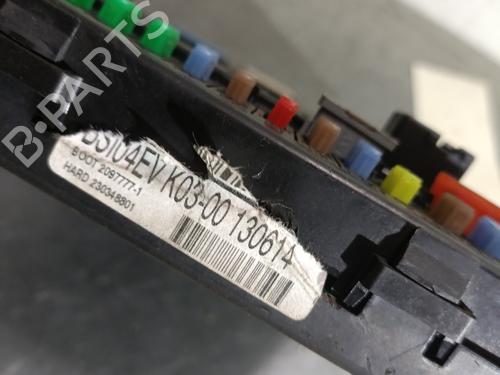 B-PARTS
BSI04EV K03-00 130614
BOOT 2097777-1
HARD 230348801